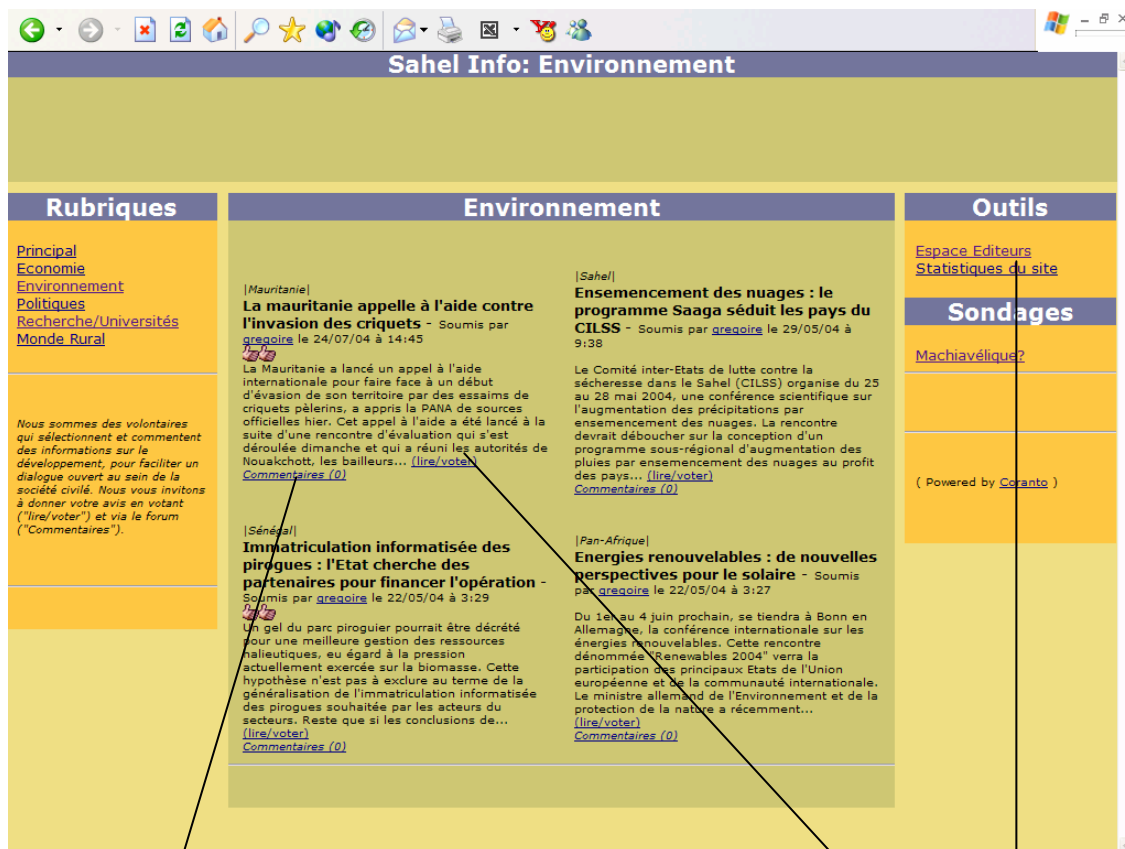 Sahel Info: Environnement
Rubriques
Principal
Economie
Environnement
Politiques
Recherche/Universités
Monde Rural
Nous sommes des volontaires
qui sélectionnent et commentent
des informations sur le
développement, pour faciliter un
dialogue ouvert au sein de la
société civilé. Nous vous invitons
à donner votre avis en votant
("lire/voter") et via le forum
("Commentaires").
Environnement
|Mauritanie|
La mauritanie appelle à l'aide contre
l'invasion des criquets - Soumis par
gregoire le 24/07/04 à 14:45
La Mauritanie a lancé un appel à l'aide
internationale pour faire face à un début
d'évasion de son territoire par des essaims de
criquets pèlerins, a appris la PANA de sources
officielles hier. Cet appel à l'aide a été lancé à la
suite d'une rencontre d'évaluation qui s'est
déroulée dimanche et qui a réuni les autorités de
Nouakchott, les bailleurs... (lire/voter)
Commentaires (0)
|Sahel|
Ensemencement des nuages : le
programme Saaga séduit les pays du
CILSS - Soumis par gregoire le 29/05/04 à
9:38
Le Comité inter-Etats de lutte contre la
sécheresse dans le Sahel (CILSS) organise du 25
au 28 mai 2004, une conférence scientifique sur
l'augmentation des précipitations par
ensemencement des nuages. La rencontre
devrait déboucher sur la conception d'un
programme sous-régional d'augmentation des
pluies par ensemencement des nuages au profit
des pays... (lire/voter)
Commentaires (0)
|Sénégal|
Immatriculation informatisée des
pirogues : l'Etat cherche des
partenaires pour financer l'opération -
Soumis par gregoire le 22/05/04 à 3:29
Un gel du parc piroguier pourrait être décrété
pour une meilleure gestion des ressources
halieutiques, eu égard à la pression
actuellement exercée sur la biomasse. Cette
hypothèse n'est pas à exclure au terme de la
généralisation de l'immatriculation informatisée
des pirogues souhaitée par les acteurs du
secteurs. Reste que si les conclusions de...
(lire/voter)
Commentaires (0)
|Pan-Afrique|
Energies renouvelables : de nouvelles
perspectives pour le solaire - Soumis
par gregoire le 22/05/04 à 3:27
Du 1er au 4 juin prochain, se tiendra à Bonn en
Allemagne, la conférence internationale sur les
énergies renouvelables. Cette rencontre
dénommée "Renewables 2004" verra la
participation des principaux Etats de l'Union
européenne et de la communauté internationale.
Le ministre allemand de l'Environnement et de la
protection de la nature a récemment...
(lire/voter)
Commentaires (0)
Outils
Espace Editeurs
Statistiques du site
Sondages
Machiavélique?
( Powered by Coranto )